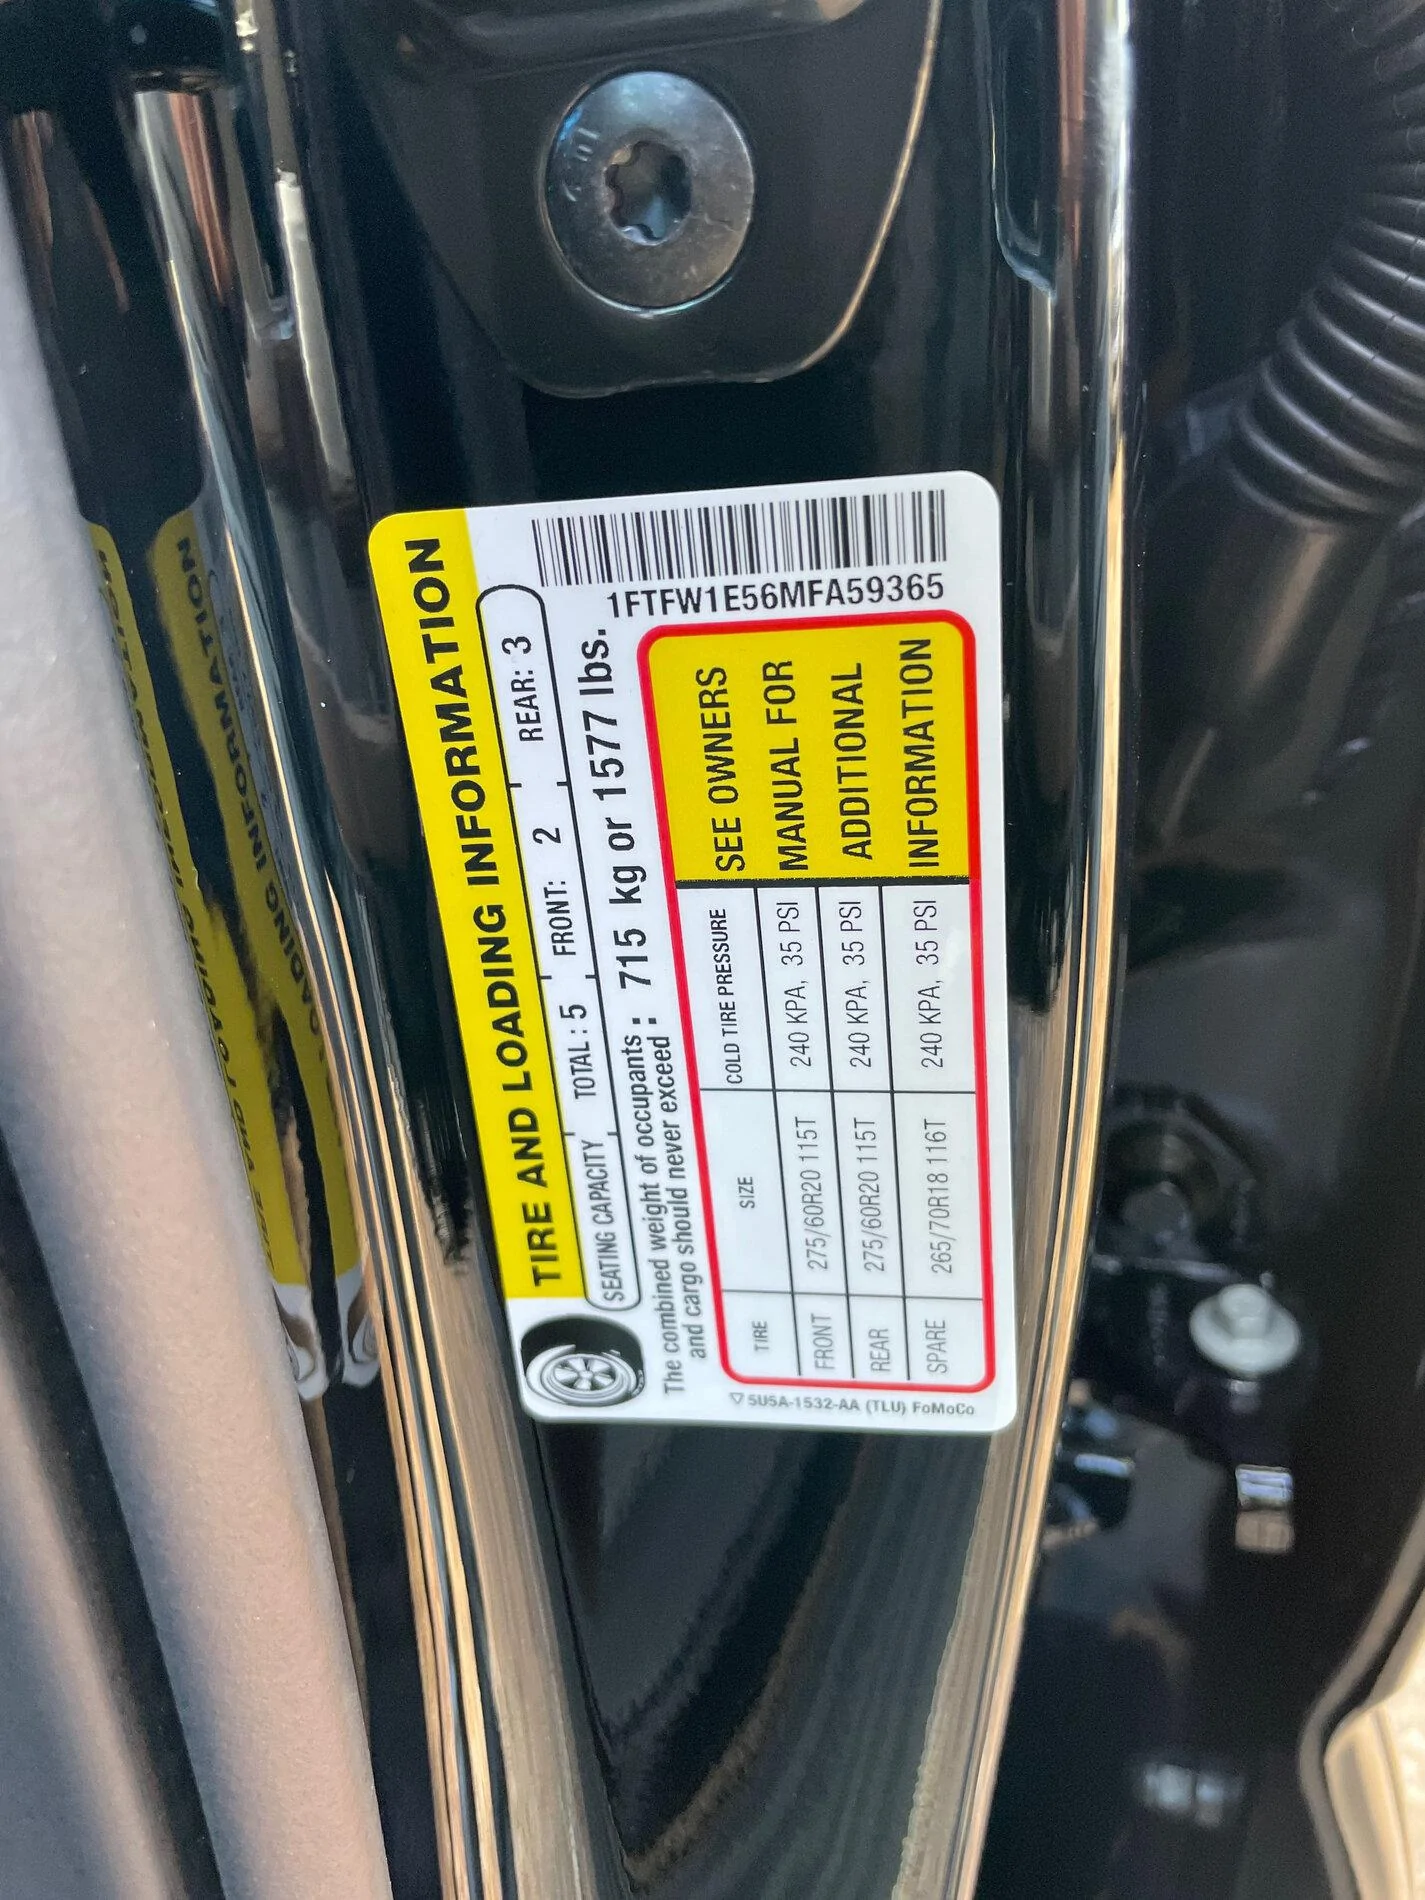 TIRE AND LOADING INFORMATION
SEATING CAPACITY TOTAL : 5 FRONT: 2 REAR: 3
The combined weight of occupants : 715 kg or 1577 lbs.
and cargo should never exceed :
1FTFW1E56MFA59365
TIRE SIZE COLD TIRE PRESSURE
FRONT 275/60R20 115T 240 KPA, 35 PSI
REAR 275/60R20 115T 240 KPA, 35 PSI
SPARE 265/70R18 116T 240 KPA, 35 PSI
SEE OWNERS
MANUAL FOR
ADDITIONAL
INFORMATION
5U5A-1532-AA (TLU) FoMoCo